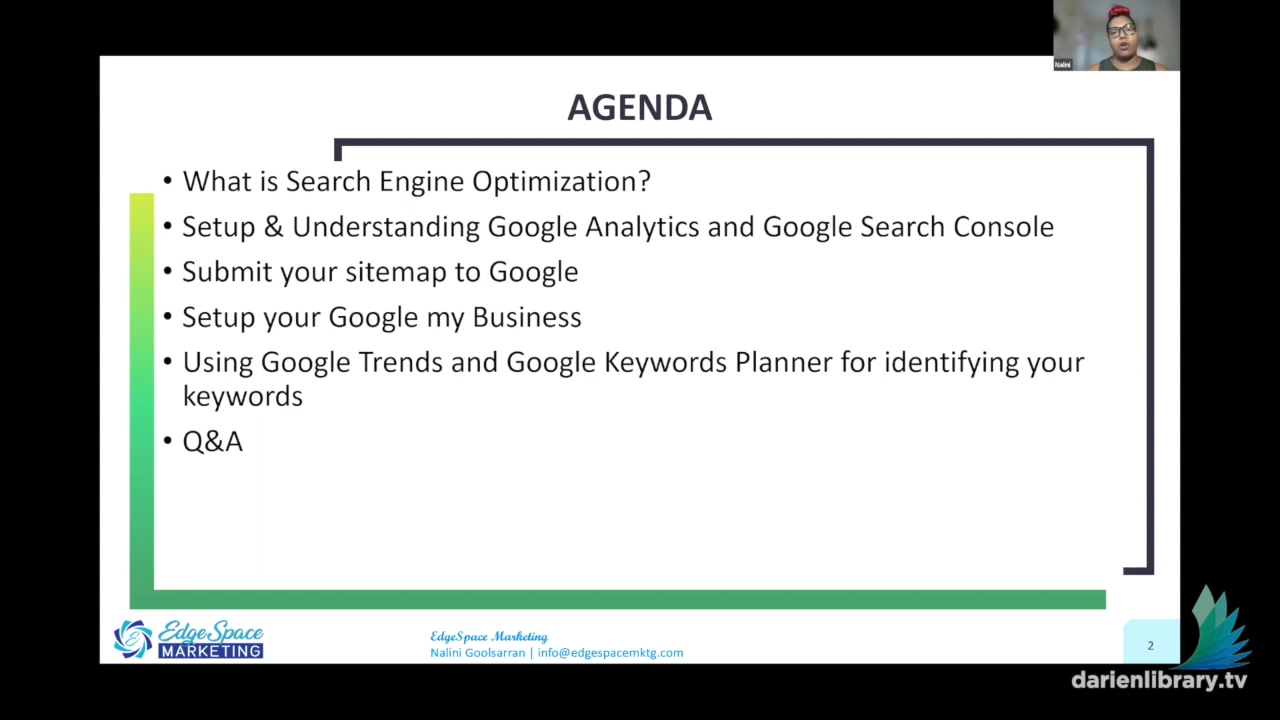 Nalini
AGENDA
• What is Search Engine Optimization?
• Setup & Understanding Google Analytics and Google Search Console
• Submit your sitemap to Google
• Setup your Google my Business
• Using Google Trends and Google Keywords Planner for identifying your
keywords
• Q&A
EdgeSpace
MARKETING
EdgeSpace Marketing
Nalini Goolsarran | info@edgespacemktg.com
2
darienlibrary.tv